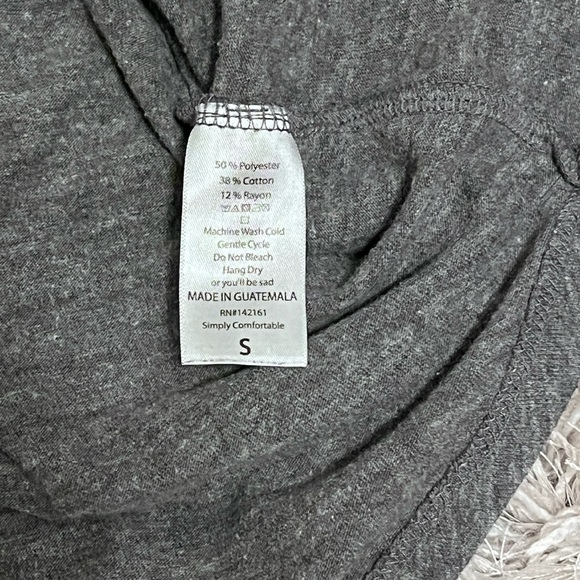 50 % Polyester
38 % Cotton
12 % Rayon
Machine Wash Cold
Gentle Cycle
Do Not Bleach
Hang Dry
or you'll be sad
MADE IN GUATEMALA
RN#142161
Simply Comfortable
S